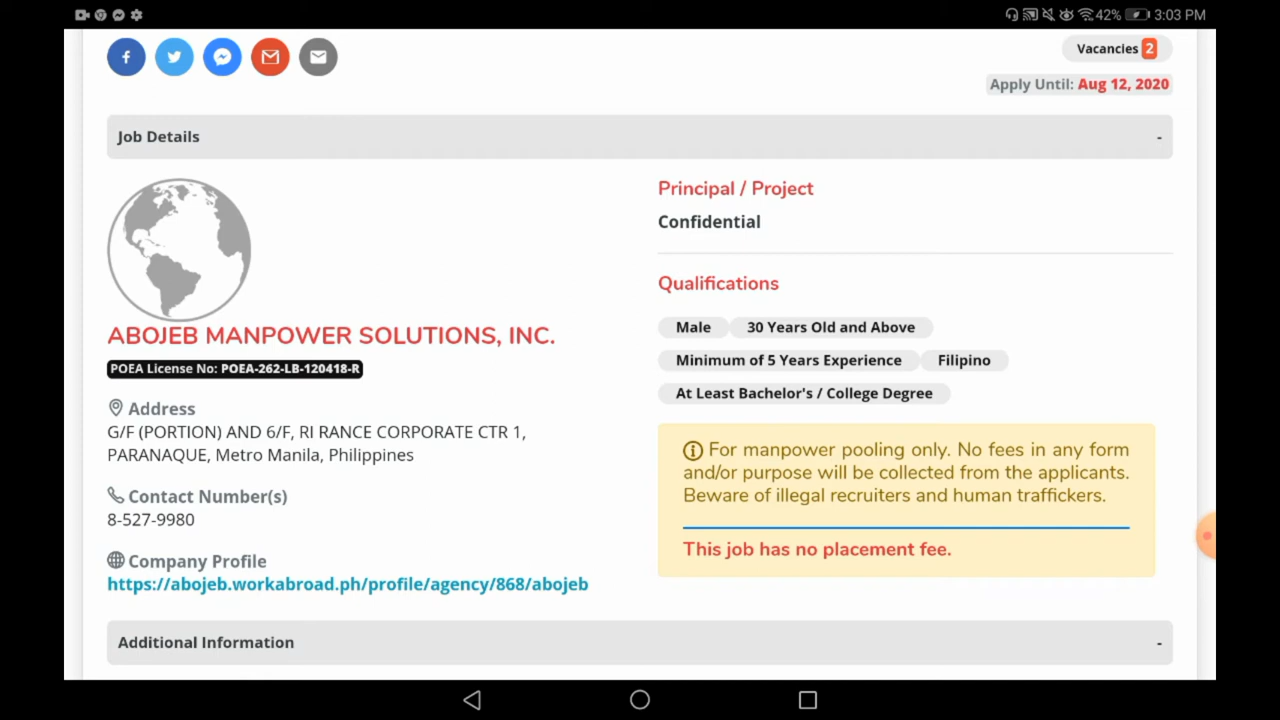 42% 3:03 PM
Vacancies 2
Apply Until: Aug 12, 2020
Job Details -
ABOJEB MANPOWER SOLUTIONS, INC.
POEA License No: POEA-262-LB-120418-R
Address
G/F (PORTION) AND 6/F, RI RANCE CORPORATE CTR 1,
PARANAQUE, Metro Manila, Philippines
Contact Number(s)
8-527-9980
Company Profile
https://abojeb.workabroad.ph/profile/agency/868/abojeb
Principal / Project
Confidential
Qualifications
Male 30 Years Old and Above
Minimum of 5 Years Experience Filipino
At Least Bachelor's / College Degree
For manpower pooling only. No fees in any form
and/or purpose will be collected from the applicants.
Beware of illegal recruiters and human traffickers.
This job has no placement fee.
Additional Information -